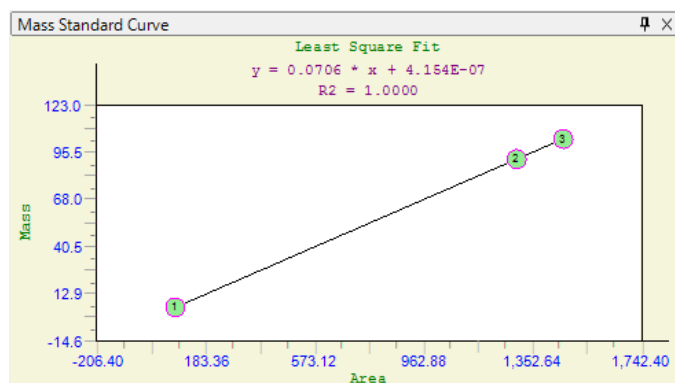 Mass Standard Curve
Least Square Fit
y = 0.0706 * x + 4.154E-07
R2 = 1.0000
123.0
95.5
68.0
40.5
12.9
-14.6
Mass
1
2
3
-206.40 183.36 573.12 962.88 1,352.64 1,742.40
Area